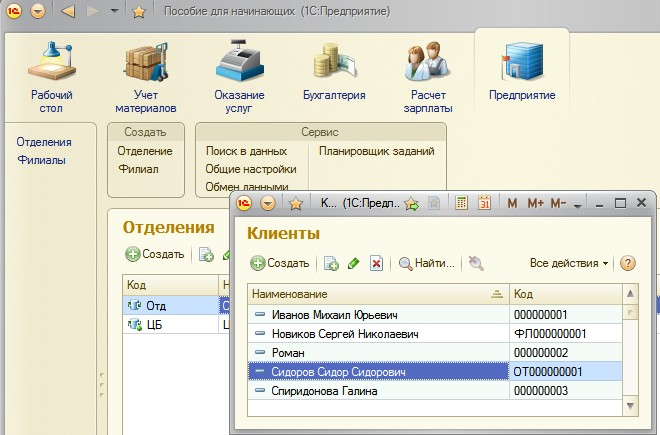 Пособие для начинающих (1С:Предприятие)
Рабочий стол
Учет материалов
Оказание услуг
Бухгалтерия
Расчет зарплаты
Предприятие
Отделения
Филиалы
Создать
Отделение
Филиал
Сервис
Поиск в данных
Планировщик заданий
Общие настройки
Обмен данными
Отделения
Создать
Код
Отд
ЦБ
К... (1С:Предп...
31
M M+ M-
Клиенты
Создать
Найти...
Все действия
Наименование Код
Иванов Михаил Юрьевич 000000001
Новиков Сергей Николаевич ФЛ000000001
Роман 000000002
Сидоров Сидор Сидорович ОТ000000001
Спиридонова Галина 000000003